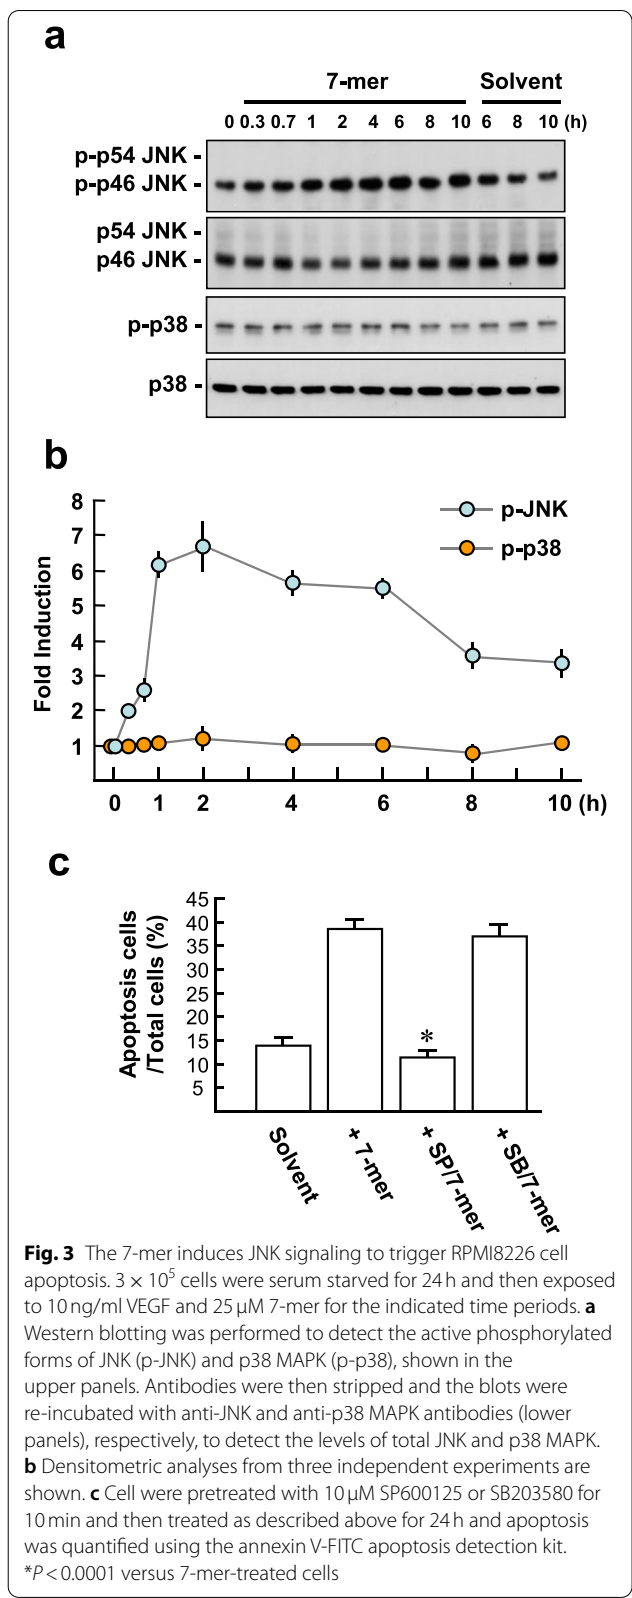 a
7-mer Solvent
0 0.3 0.7 1 2 4 6 8 10 6 8 10 (h)
p-p54 JNK -
p-p46 JNK -
p54 JNK -
p46 JNK -
p-p38 -
p38 -
b
Fold Induction
8
7
6
5
4
3
2
1
p-JNK
p-p38
0 1 2 4 6 8 10 (h)
c
Apoptosis cells
/Total cells (%)
45
40
35
30
25
20
15
10
5
*
Solvent
+ 7-mer
+ SP/7-mer
+ SB/7-mer
Fig. 3 The 7-mer induces JNK signaling to trigger RPMI8226 cell
apoptosis. 3 × 10⁵ cells were serum starved for 24 h and then exposed
to 10 ng/ml VEGF and 25 μM 7-mer for the indicated time periods. a
Western blotting was performed to detect the active phosphorylated
forms of JNK (p-JNK) and p38 MAPK (p-p38), shown in the
upper panels. Antibodies were then stripped and the blots were
re-incubated with anti-JNK and anti-p38 MAPK antibodies (lower
panels), respectively, to detect the levels of total JNK and p38 MAPK.
b Densitometric analyses from three independent experiments are
shown. c Cell were pretreated with 10 μM SP600125 or SB203580 for
10 min and then treated as described above for 24 h and apoptosis
was quantified using the annexin V-FITC apoptosis detection kit.
*P < 0.0001 versus 7-mer-treated cells